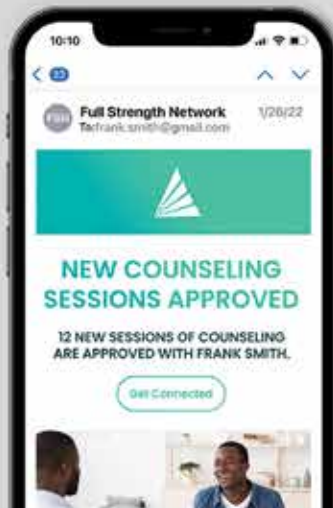 10:10
23
Full Strength Network 1/26/22
To:frank.smith@gmail.com
NEW COUNSELING
SESSIONS APPROVED
12 NEW SESSIONS OF COUNSELING
ARE APPROVED WITH FRANK SMITH.
Get Connected